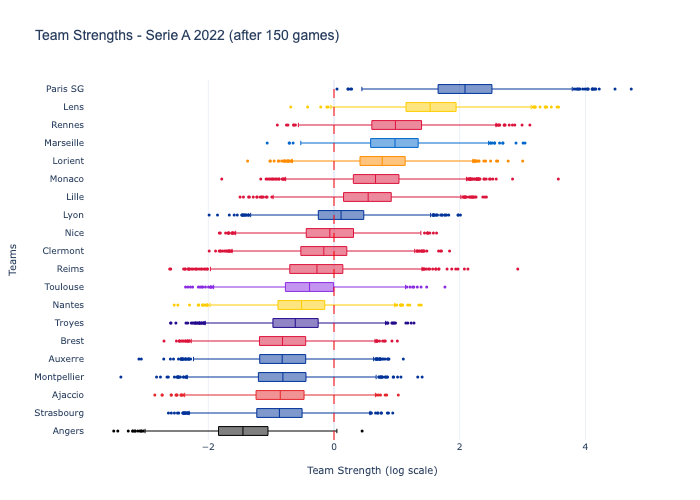 Team Strengths - Serie A 2022 (after 150 games)
Paris SG
Lens
Rennes
Marseille
Lorient
Monaco
Lille
Lyon
Nice
Clermont
Reims
Toulouse
Nantes
Troyes
Brest
Auxerre
Montpellier
Ajaccio
Strasbourg
Angers
Teams
−2 0 2 4
Team Strength (log scale)